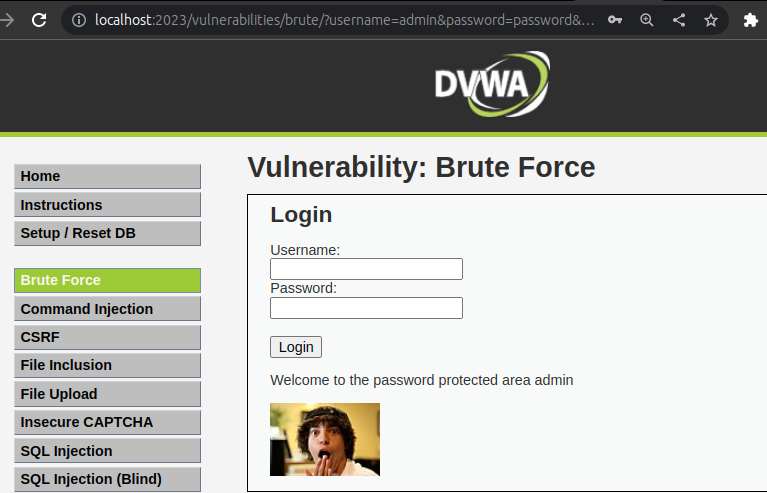 localhost:2023/vulnerabilities/brute/?username=admin&password=password&...
DVWA
Home
Instructions
Setup / Reset DB
Brute Force
Command Injection
CSRF
File Inclusion
File Upload
Insecure CAPTCHA
SQL Injection
SQL Injection (Blind)
Vulnerability: Brute Force
Login
Username:
Password:
Login
Welcome to the password protected area admin